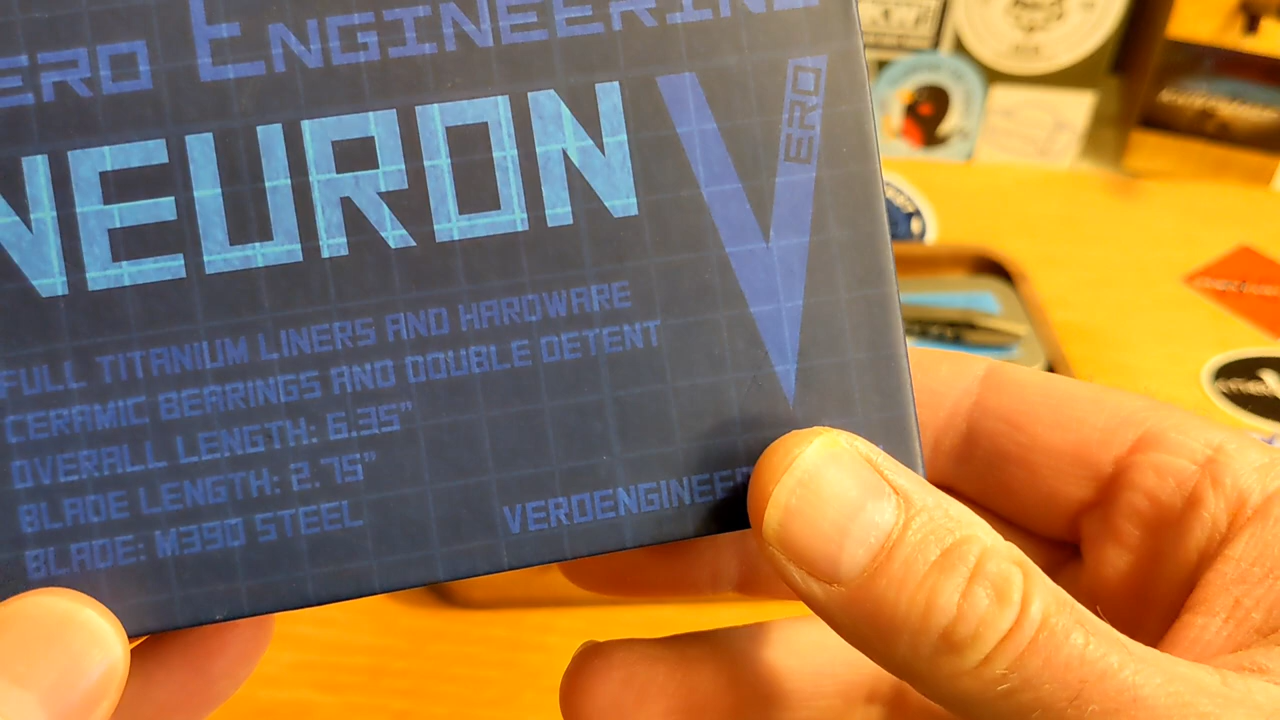 ERO ENGINEERING
NEURON
V
ERO
FULL TITANIUM LINERS AND HARDWARE
CERAMIC BEARINGS AND DOUBLE DETENT
OVERALL LENGTH: 6.35"
BLADE LENGTH: 2.75"
BLADE: M390 STEEL
VEROENGINEER